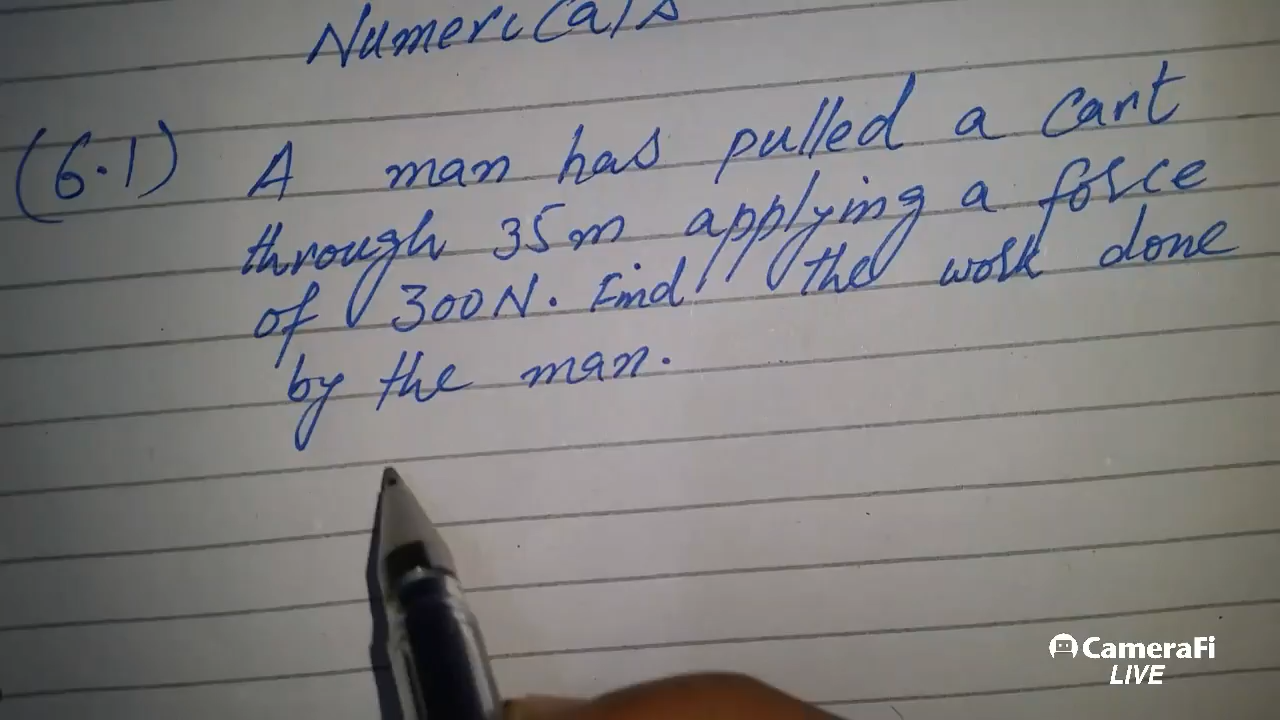 Numericals
(6.1) A man has pulled a cart
through 35m applying a force
of 300N. Find the work done
by the man.
CameraFi
LIVE